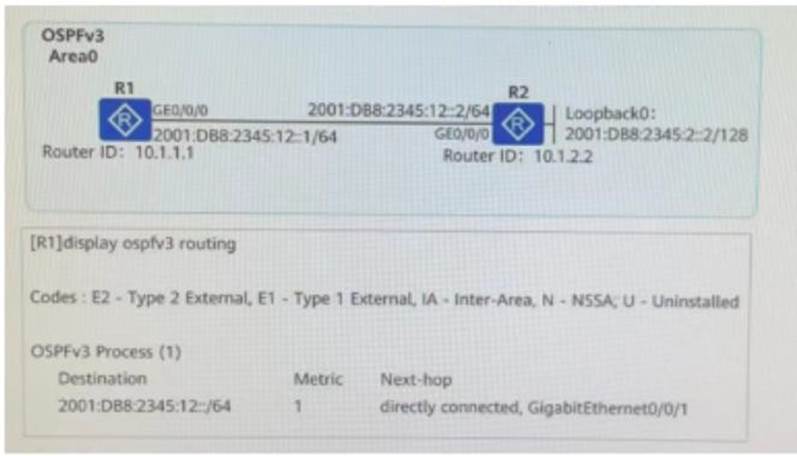 OSPFv3
Area0
R1
R2
GE0/0/0
2001:DB8:2345:12::2/64
Loopback0:
2001:DB8:2345:12::1/64
GE0/0/0
2001:DB8:2345:2::2/128
Router ID: 10.1.1.1
Router ID: 10.1.2.2
[R1]display ospfv3 routing
Codes : E2 - Type 2 External, E1 - Type 1 External, IA - Inter-Area, N - NSSA, U - Uninstalled
OSPFv3 Process (1)
Destination Metric Next-hop
2001:DB8:2345:12::/64 1 directly connected, GigabitEthernet0/0/1